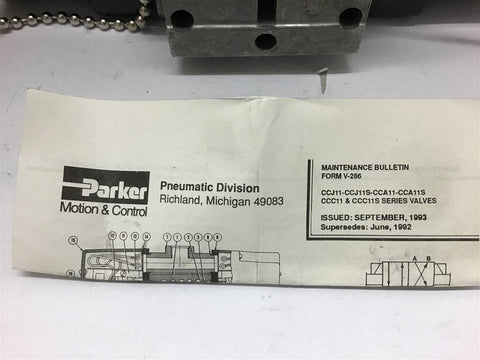 Parker
Motion & Control
Pneumatic Division
Richland, Michigan 49083
MAINTENANCE BULLETIN
FORM V-286
CCJ11-CCJ11S-CCA11-CCA11S
CCC11 & CCC11S SERIES VALVES
ISSUED: SEPTEMBER, 1993
Supersedes: June, 1992
A B